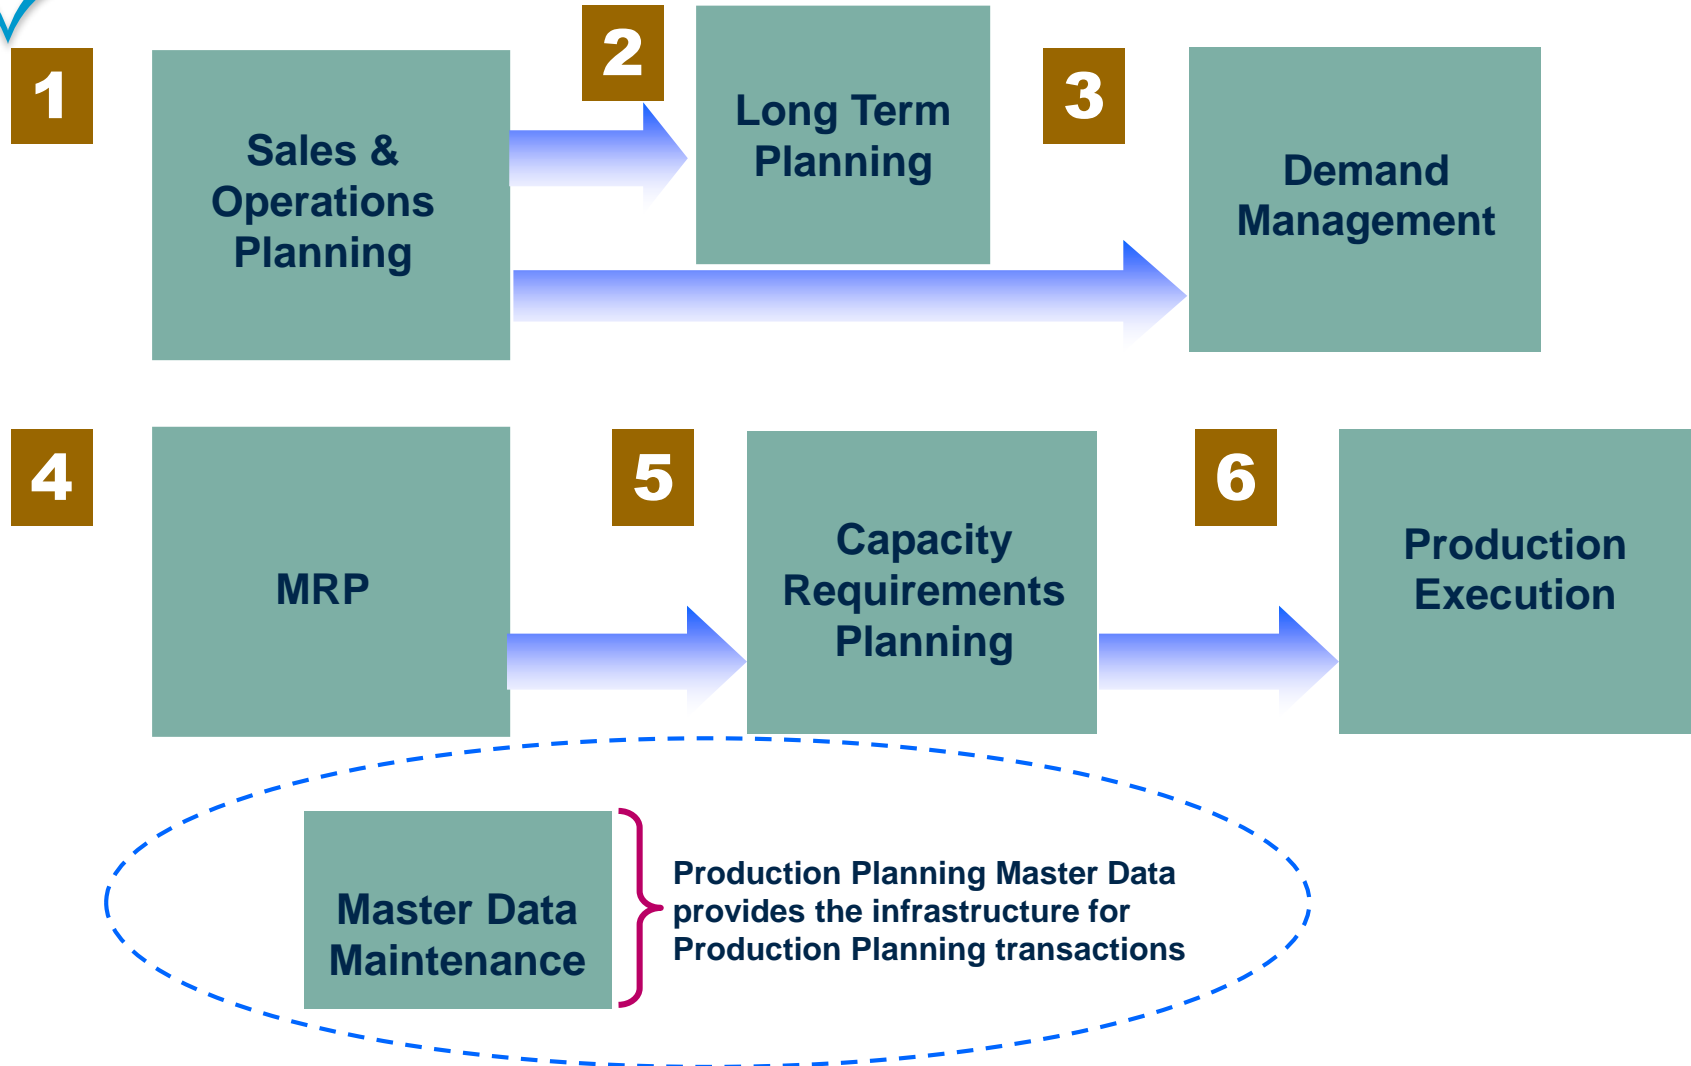 1
Sales &
Operations
Planning
2
Long Term
Planning
3
Demand
Management
4
MRP
5
Capacity
Requirements
Planning
6
Production
Execution
Master Data
Maintenance
Production Planning Master Data
provides the infrastructure for
Production Planning transactions